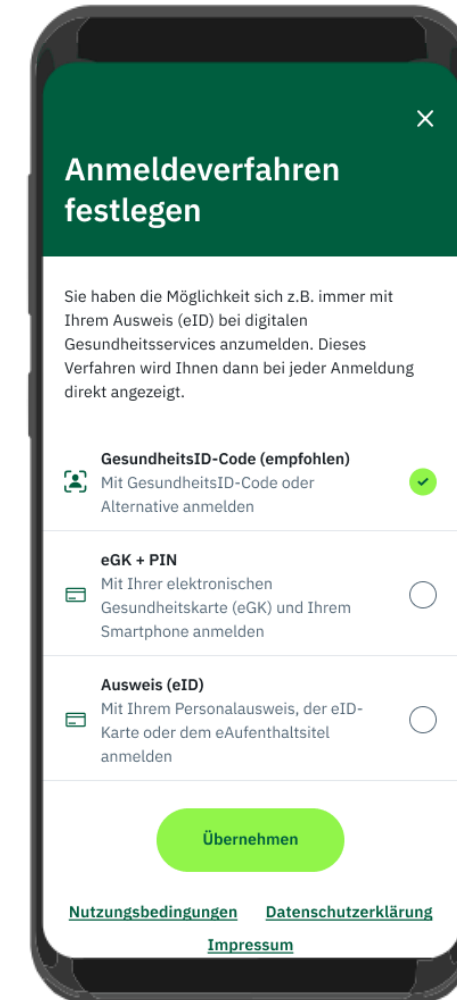 Anmeldeverfahren
festlegen
Sie haben die Möglichkeit sich z.B. immer mit
Ihrem Ausweis (eID) bei digitalen
Gesundheitsservices anzumelden. Dieses
Verfahren wird Ihnen dann bei jeder Anmeldung
direkt angezeigt.
GesundheitsID-Code (empfohlen)
Mit GesundheitsID-Code oder
Alternative anmelden
eGK + PIN
Mit Ihrer elektronischen
Gesundheitskarte (eGK) und Ihrem
Smartphone anmelden
Ausweis (eID)
Mit Ihrem Personalausweis, der eID-
Karte oder dem eAufenthaltsitel
anmelden
Übernehmen
Nutzungsbedingungen Datenschutzerklärung
Impressum